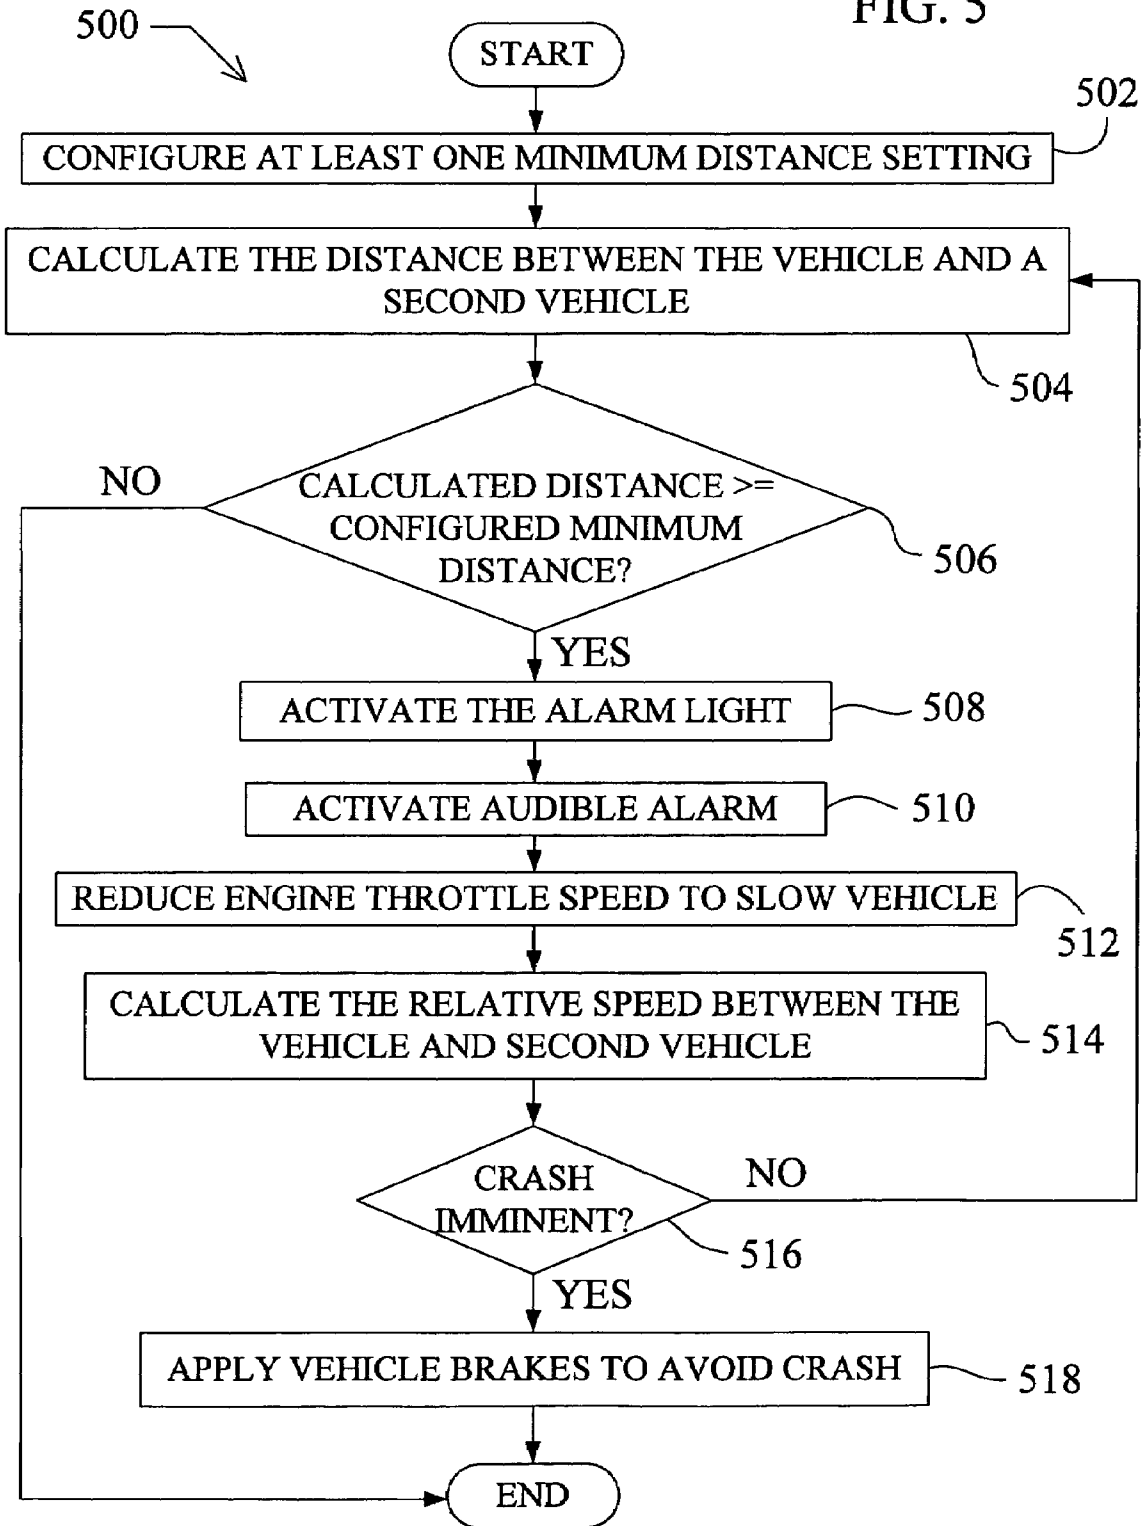 FIG. 5
500
START
502
CONFIGURE AT LEAST ONE MINIMUM DISTANCE SETTING
CALCULATE THE DISTANCE BETWEEN THE VEHICLE AND A
SECOND VEHICLE
504
NO
CALCULATED DISTANCE >=
CONFIGURED MINIMUM
DISTANCE?
506
YES
ACTIVATE THE ALARM LIGHT
508
ACTIVATE AUDIBLE ALARM
510
REDUCE ENGINE THROTTLE SPEED TO SLOW VEHICLE
512
CALCULATE THE RELATIVE SPEED BETWEEN THE
VEHICLE AND SECOND VEHICLE
514
CRASH
IMMINENT?
NO
516
YES
APPLY VEHICLE BRAKES TO AVOID CRASH
518
END